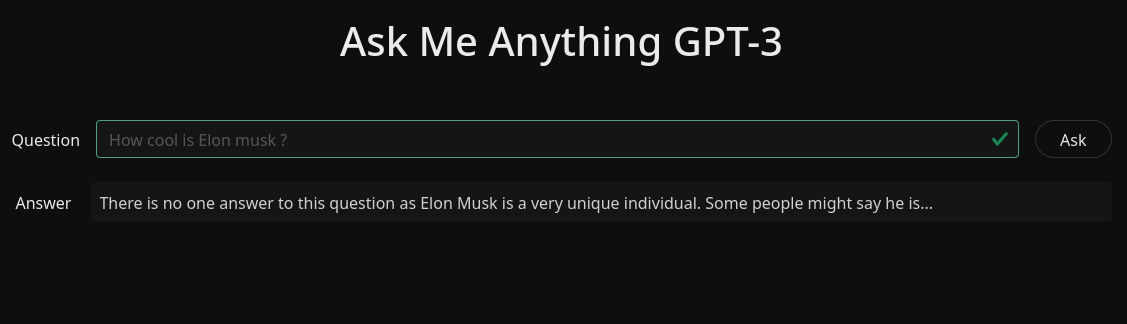 Ask Me Anything GPT-3
Question How cool is Elon musk ? Ask
Answer There is no one answer to this question as Elon Musk is a very unique individual. Some people might say he is...